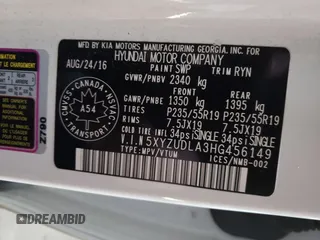 MFD BY KIA MOTORS MANUFACTURING GEORGIA, INC. FOR
HYUNDAI MOTOR COMPANY
AUG/24/16
PAINT SWP TRIM RYN
GVWR/PNBV 2340 kg
FRONT REAR
GAWR/PNBE 1350 kg 1395 kg
TIRES P235/55R19 P235/55R19
RIMS 7.5JX19 7.5JX19
COLD TIRE INF 34psi SINGLE 34psi SINGLE
V.I.N 5XYZUDLA3HG456149
TYPE:MPV/VTUM ICES/NMB-002
CMVSS · CANADA · NSVAC
A54
TRANSPORT
Z790
DREAMBID